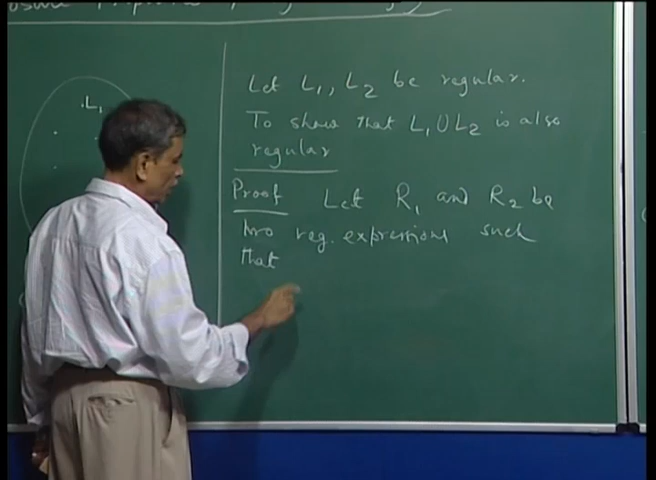 .L₁
Let L₁, L₂ be regular.
To show that L₁ ∪ L₂ is also
regular
Proof Let R₁ and R₂ be
two reg. expressions such
that